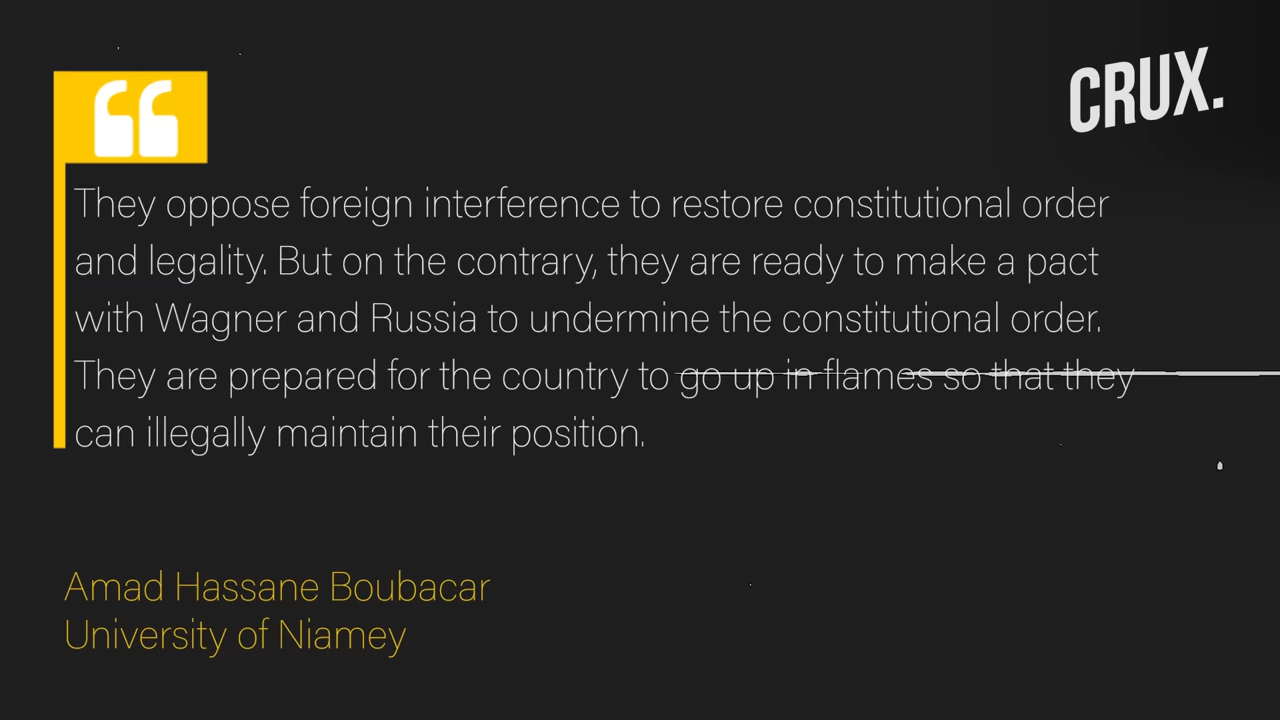 CRUX.
They oppose foreign interference to restore constitutional order
and legality. But on the contrary, they are ready to make a pact
with Wagner and Russia to undermine the constitutional order.
They are prepared for the country to go up in flames so that they
can illegally maintain their position.
Amad Hassane Boubacar
University of Niamey